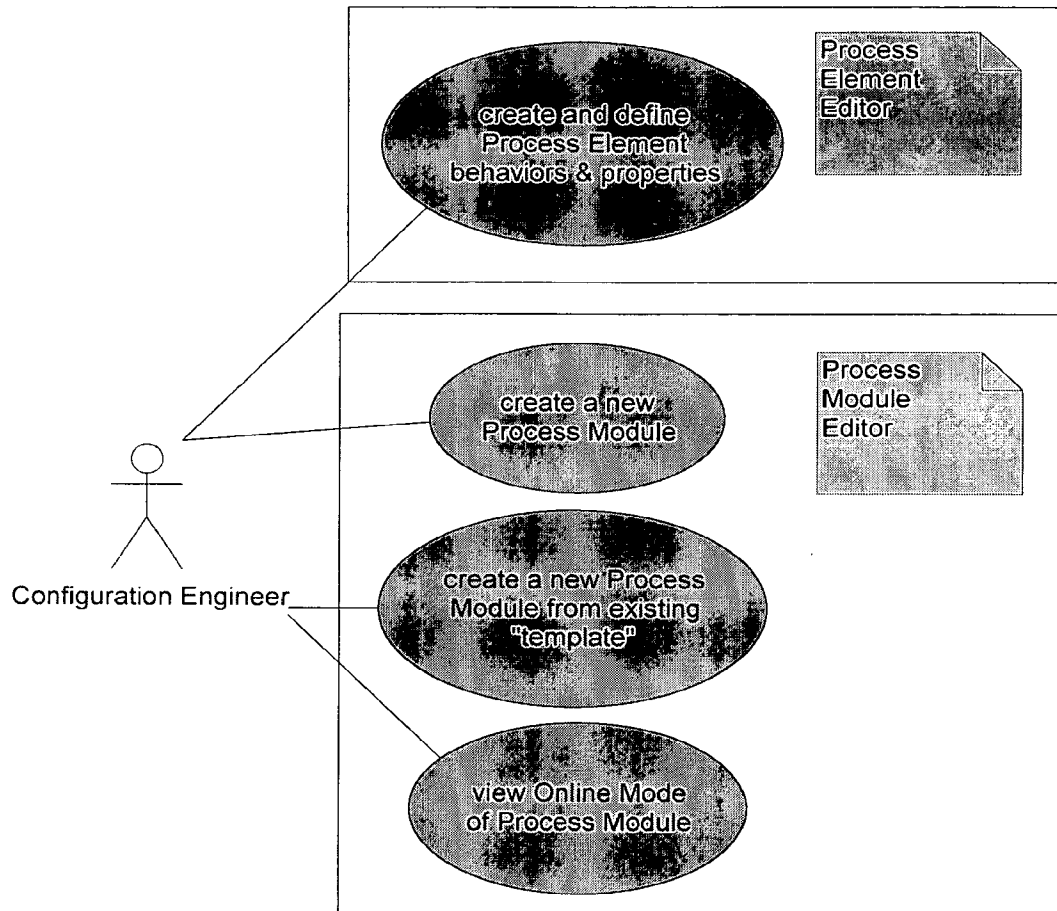 create and define
Process Element
behaviors & properties
Process
Element
Editor
create a new
Process Module
Process
Module
Editor
Configuration Engineer
create a new Process
Module from existing
"template"
view Online Mode
of Process Module